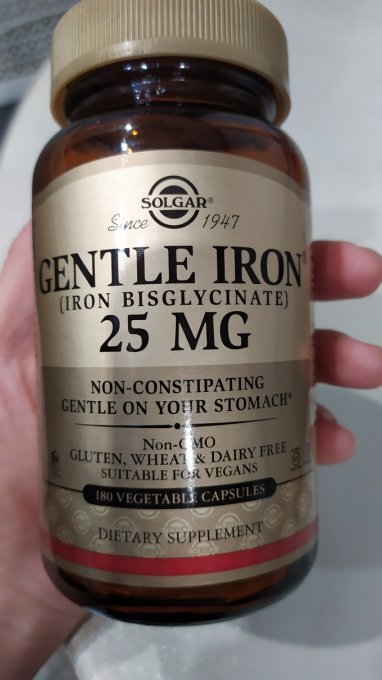 SOLGAR®
Since 1947
GENTLE IRON®
(IRON BISGLYCINATE)
25 MG
NON-CONSTIPATING
GENTLE ON YOUR STOMACH*
Non-GMO
GLUTEN, WHEAT & DAIRY FREE
SUITABLE FOR VEGANS
180 VEGETABLE CAPSULES
DIETARY SUPPLEMENT